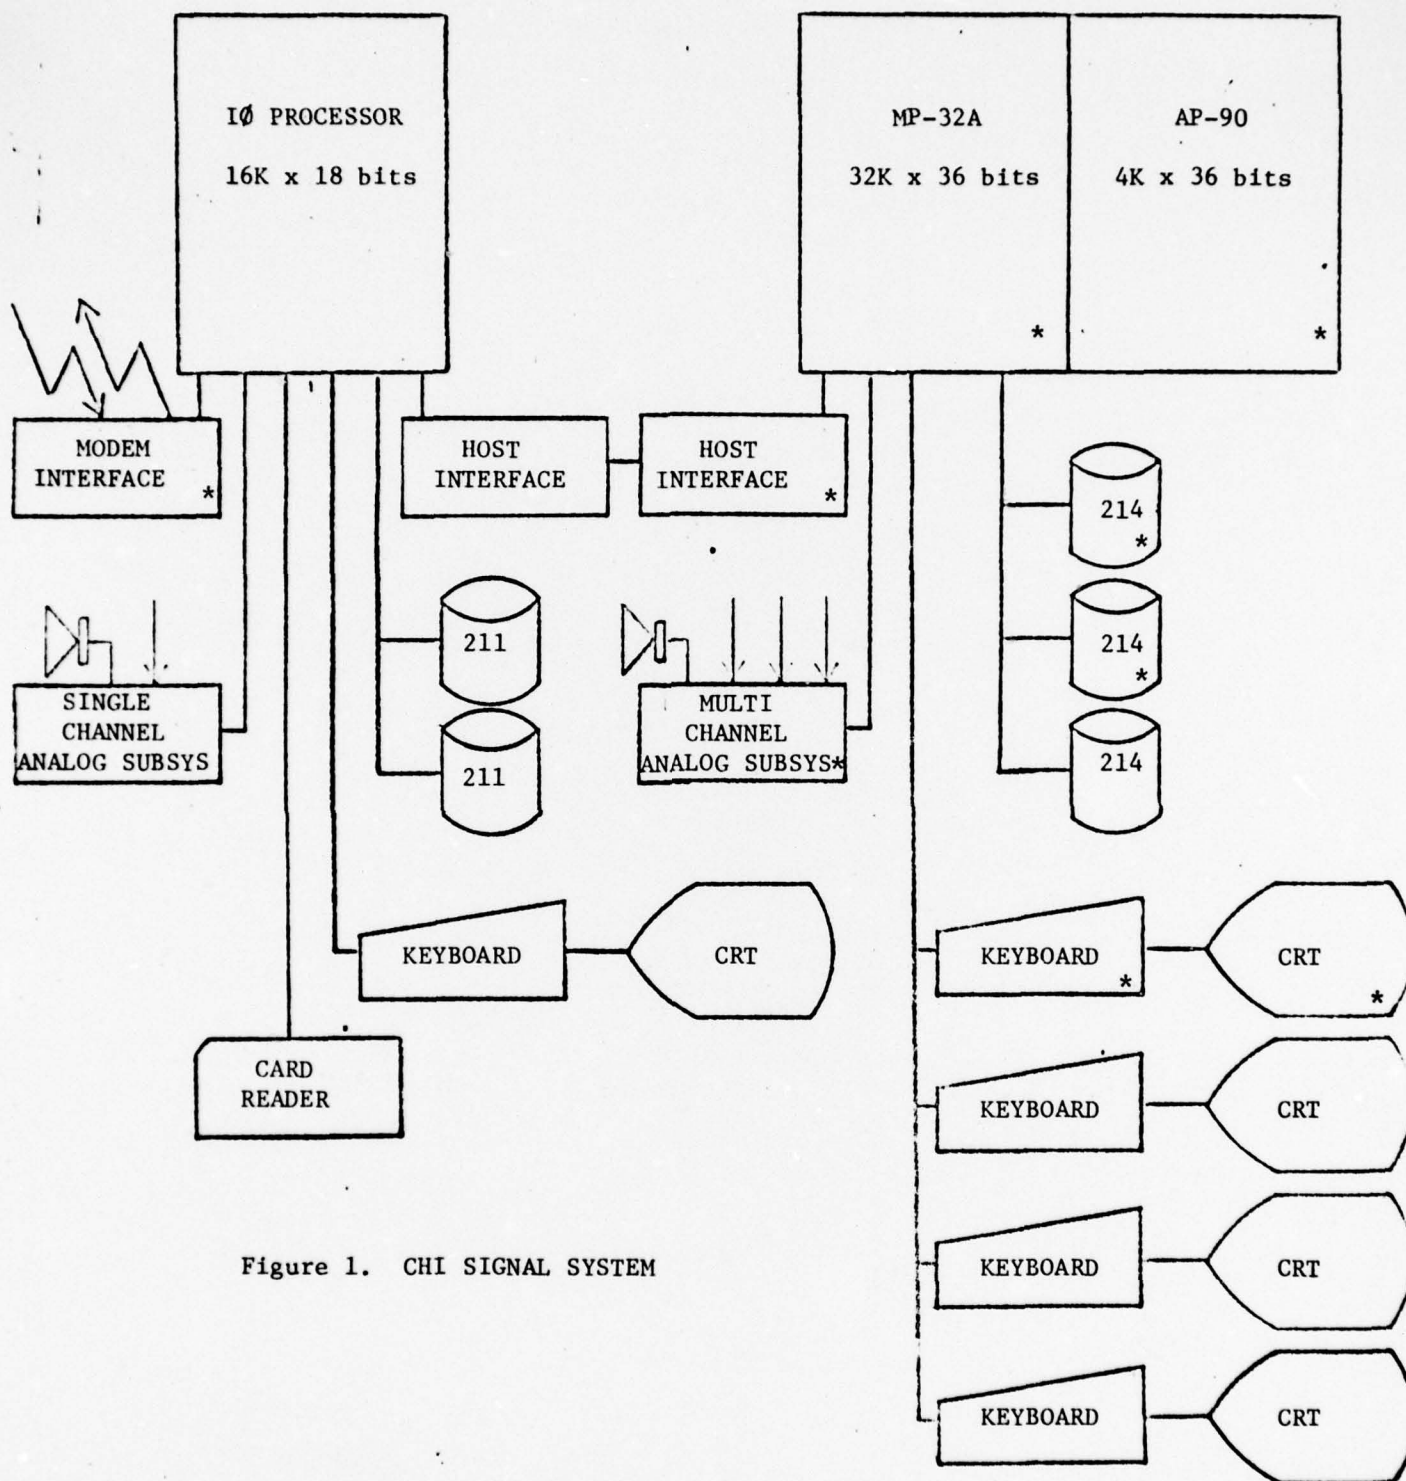 IØ PROCESSOR
16K x 18 bits
MP-32A
32K x 36 bits
*
AP-90
4K x 36 bits
*
MODEM
INTERFACE *
HOST
INTERFACE
HOST
INTERFACE *
214
*
SINGLE
CHANNEL
ANALOG SUBSYS
211
211
MULTI
CHANNEL
ANALOG SUBSYS*
214
*
214
KEYBOARD
CRT
KEYBOARD
*
CRT
*
CARD
READER
KEYBOARD
CRT
KEYBOARD
CRT
KEYBOARD
CRT
Figure 1. CHI SIGNAL SYSTEM